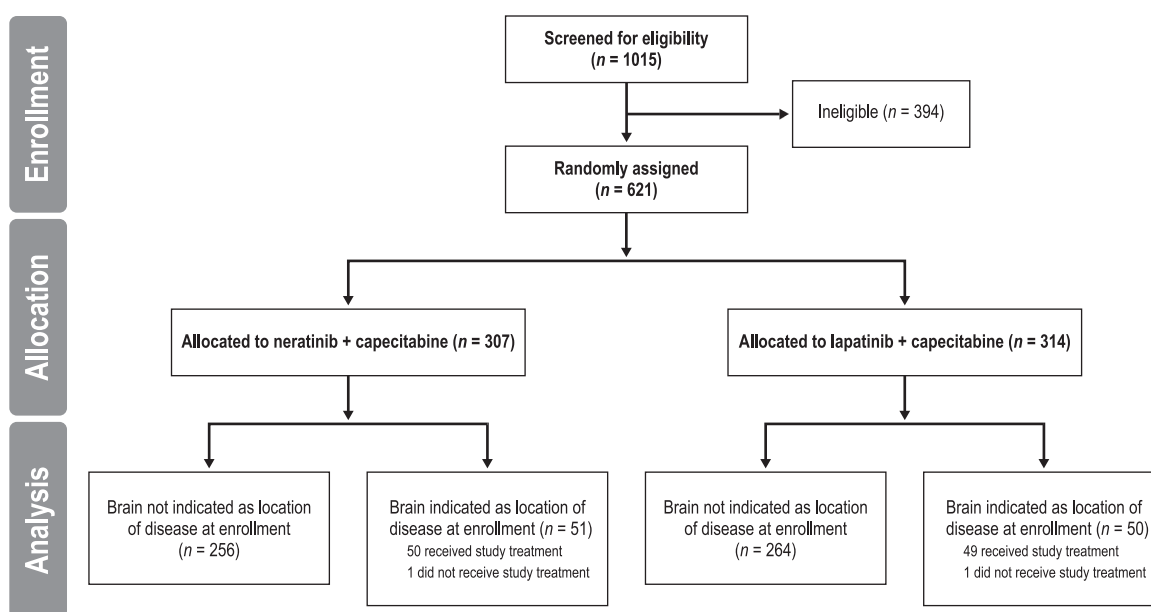 Enrollment
Screened for eligibility
(n = 1015)
Ineligible (n = 394)
Randomly assigned
(n = 621)
Allocation
Allocated to neratinib + capecitabine (n = 307)
Allocated to lapatinib + capecitabine (n = 314)
Analysis
Brain not indicated as location
of disease at enrollment
(n = 256)
Brain indicated as location of
disease at enrollment (n = 51)
50 received study treatment
1 did not receive study treatment
Brain not indicated as location
of disease at enrollment
(n = 264)
Brain indicated as location of
disease at enrollment (n = 50)
49 received study treatment
1 did not receive study treatment